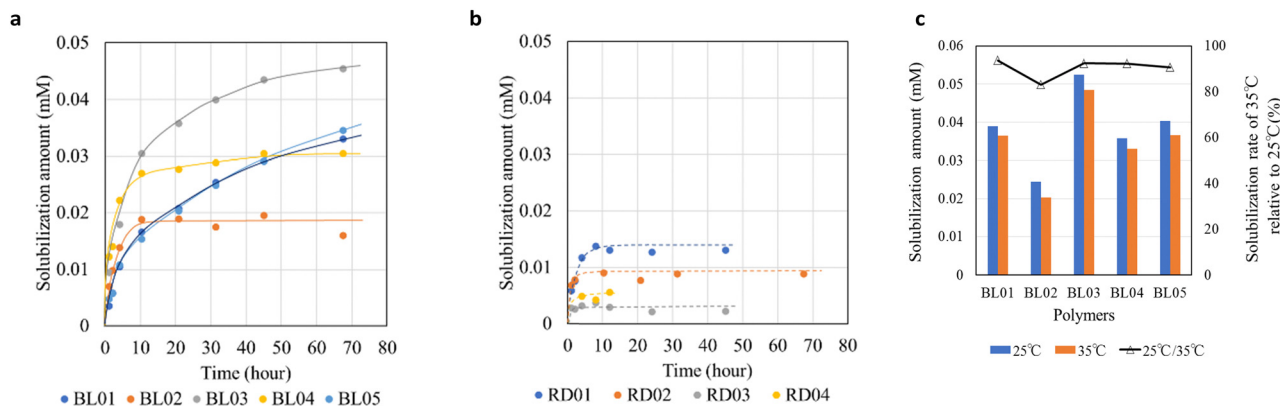 a
0.05
0.04
0.03
0.02
0.01
0
Solubilization amount (mM)
0 10 20 30 40 50 60 70 80
Time (hour)
BL01 BL02 BL03 BL04 BL05
b
0.05
0.04
0.03
0.02
0.01
0
Solubilization amount (mM)
0 10 20 30 40 50 60 70 80
Time (hour)
RD01 RD02 RD03 RD04
c
0.06
0.05
0.04
0.03
0.02
0.01
0
Solubilization amount (mM)
100
80
60
40
20
0
Solubilization rate of 35℃
relative to 25℃(%)
BL01 BL02 BL03 BL04 BL05
Polymers
25℃ 35℃ 25℃/35℃